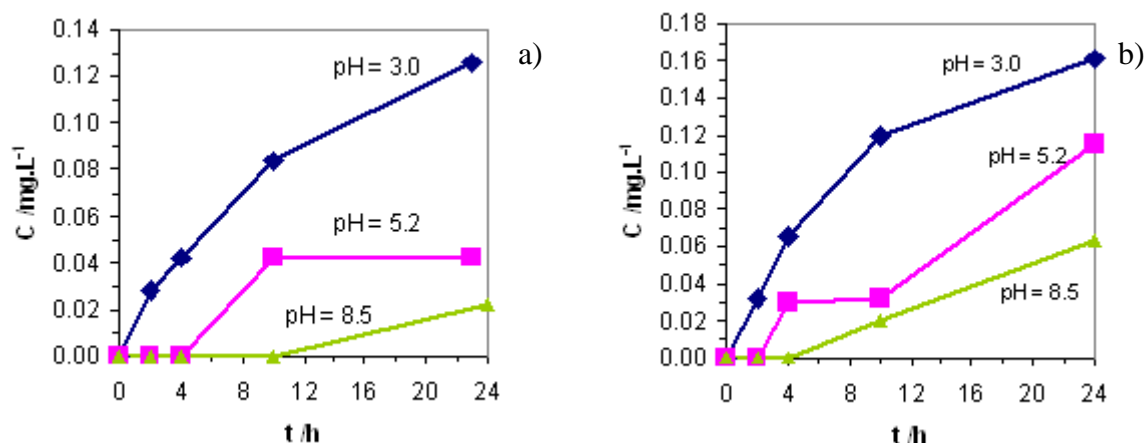 0.14
0.12
0.10
0.08
0.06
0.04
0.02
0.00
C /mg.L⁻¹
pH = 3.0
pH = 5.2
pH = 8.5
0 4 8 12 16 20 24
t /h
a)
0.18
0.16
0.14
0.12
0.10
0.08
0.06
0.04
0.02
0.00
C /mg.L⁻¹
pH = 3.0
pH = 5.2
pH = 8.5
0 4 8 12 16 20 24
t /h
b)